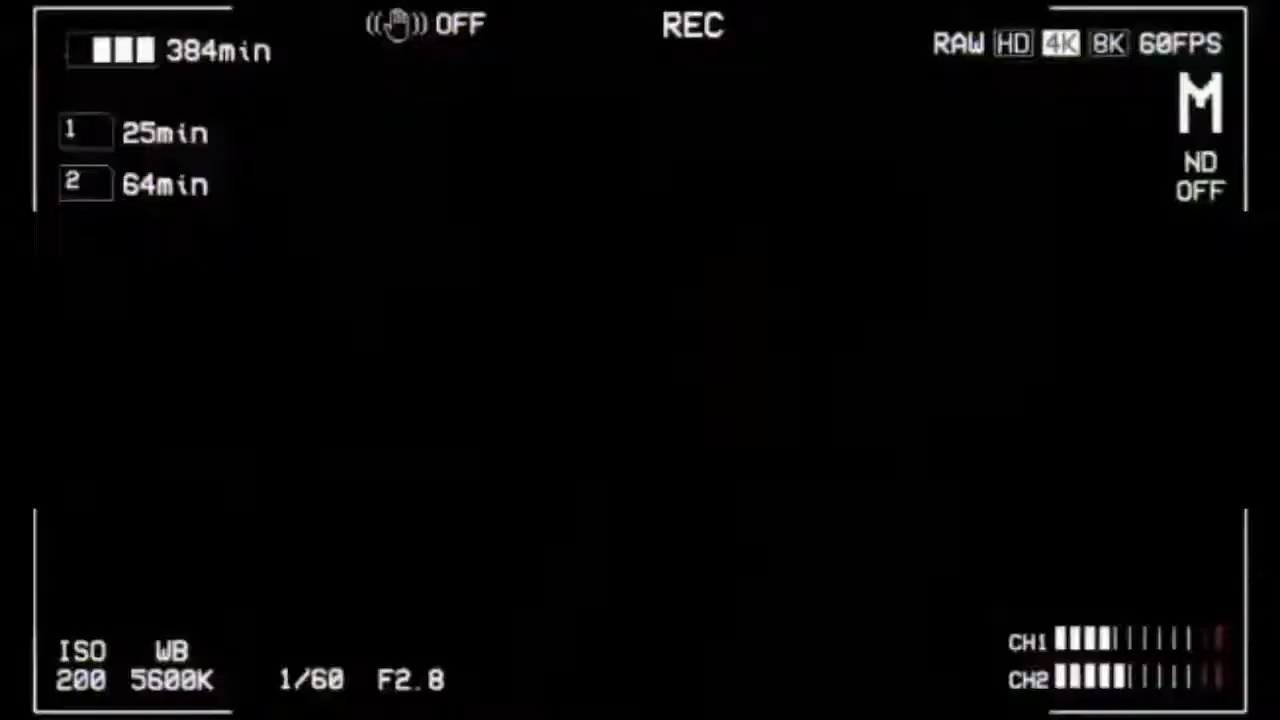 OFF
REC
384min
RAW HD 4K 8K 60FPS
M
1 25min
2 64min
ND
OFF
ISO WB
200 5600K 1/60 F2.8
CH1
CH2